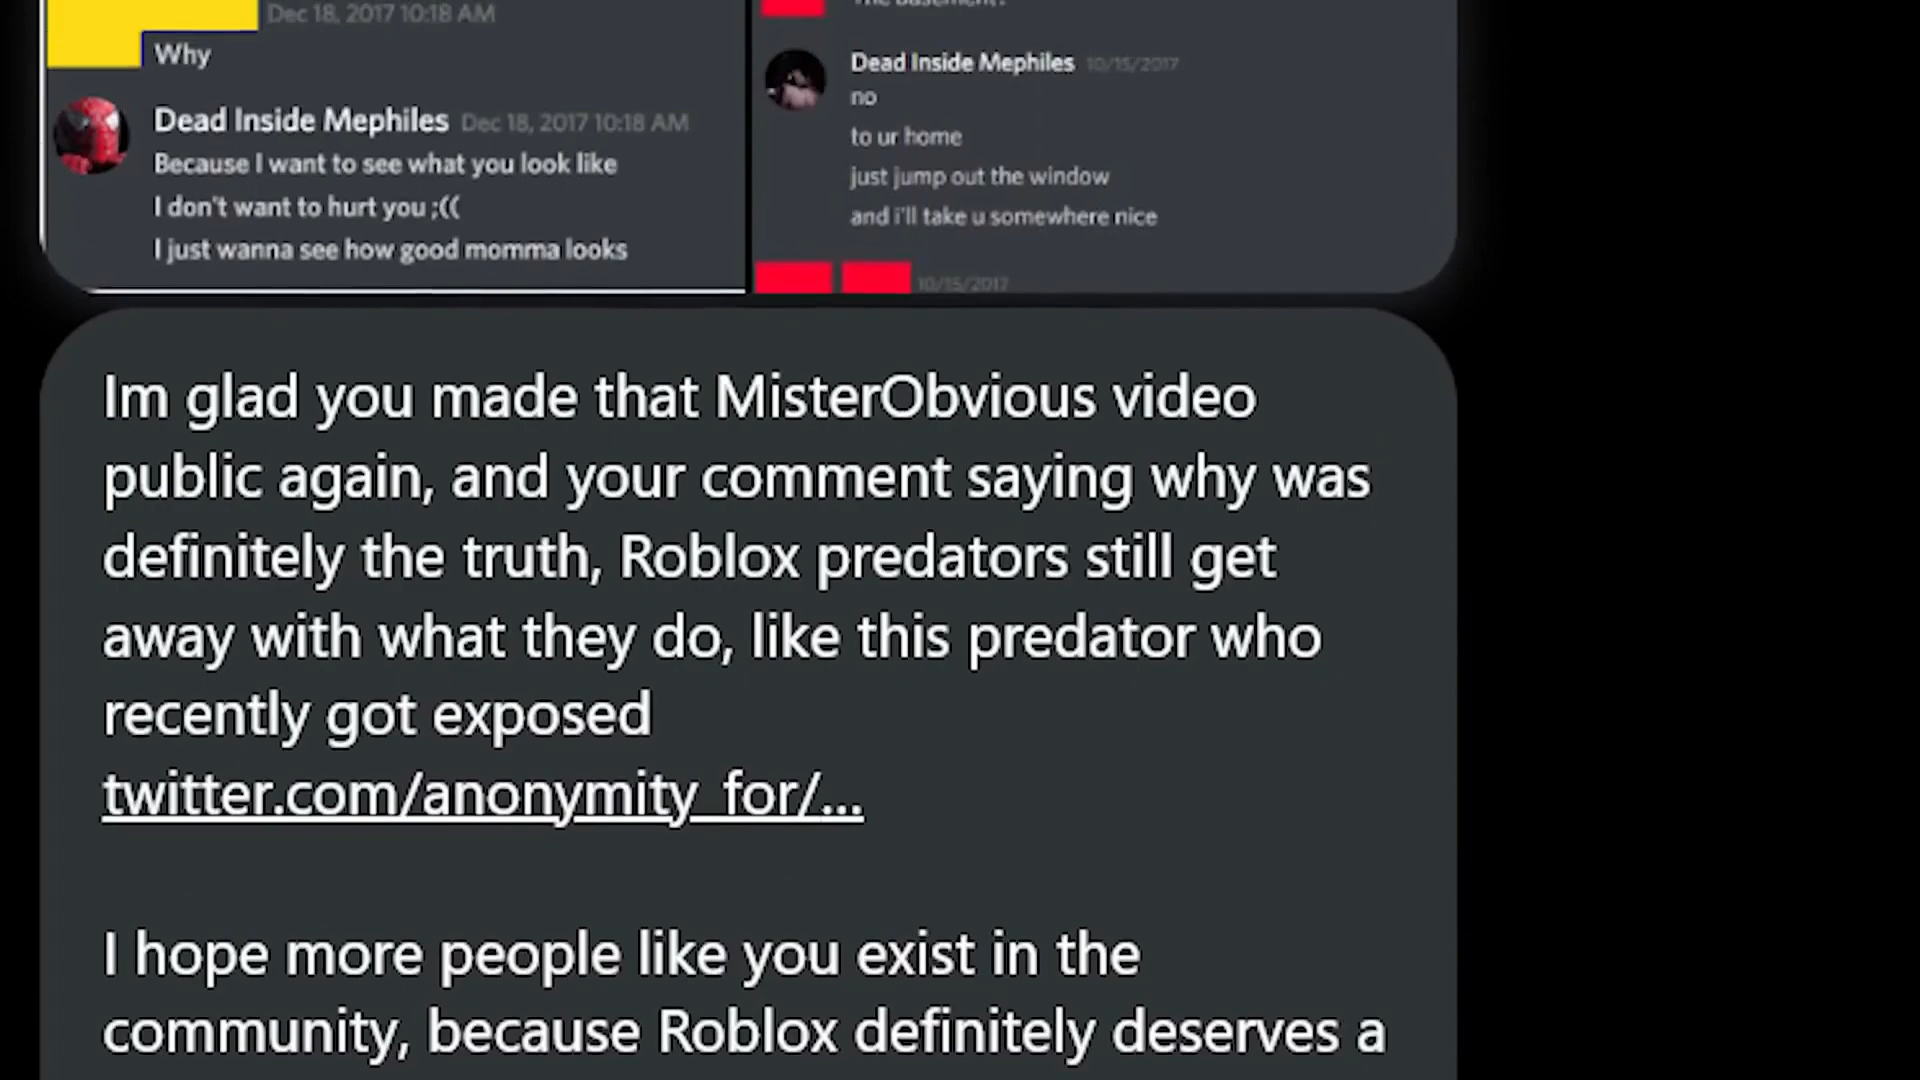 Dec 18, 2017 10:18 AM
Why
Dead Inside Mephiles Dec 18, 2017 10:18 AM
Because I want to see what you look like
I don't want to hurt you ;((
I just wanna see how good momma looks
The basement?
Dead Inside Mephiles 10/15/2017
no
to ur home
just jump out the window
and i'll take u somewhere nice
10/15/2017
Im glad you made that MisterObvious video
public again, and your comment saying why was
definitely the truth, Roblox predators still get
away with what they do, like this predator who
recently got exposed
twitter.com/anonymity_for/...
I hope more people like you exist in the
community, because Roblox definitely deserves a